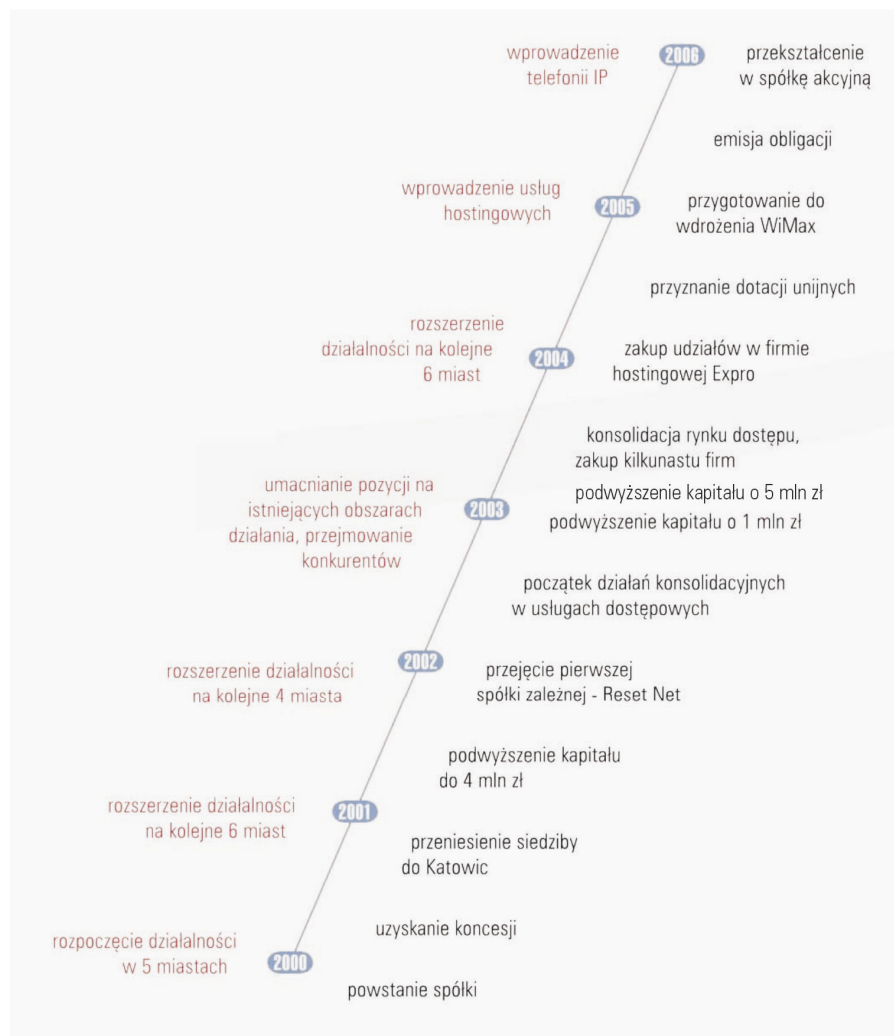 wprowadzenie
telefonii IP
2006
przekształcenie
w spółkę akcyjną
emisja obligacji
wprowadzenie usług
hostingowych
2005
przygotowanie do
wdrożenia WiMax
przyznanie dotacji unijnych
rozszerzenie
działalności na kolejne
6 miast
2004
zakup udziałów w firmie
hostingowej Expro
konsolidacja rynku dostępu,
zakup kilkunastu firm
umacnianie pozycji na
istniejących obszarach
działania, przejmowanie
konkurentów
2003
podwyższenie kapitału o 5 mln zł
podwyższenie kapitału o 1 mln zł
początek działań konsolidacyjnych
w usługach dostępowych
rozszerzenie działalności
na kolejne 4 miasta
2002
przejęcie pierwszej
spółki zależnej - Reset Net
podwyższenie kapitału
do 4 mln zł
rozszerzenie działalności
na kolejne 6 miast
2001
przeniesienie siedziby
do Katowic
uzyskanie koncesji
rozpoczęcie działalności
w 5 miastach
2000
powstanie spółki